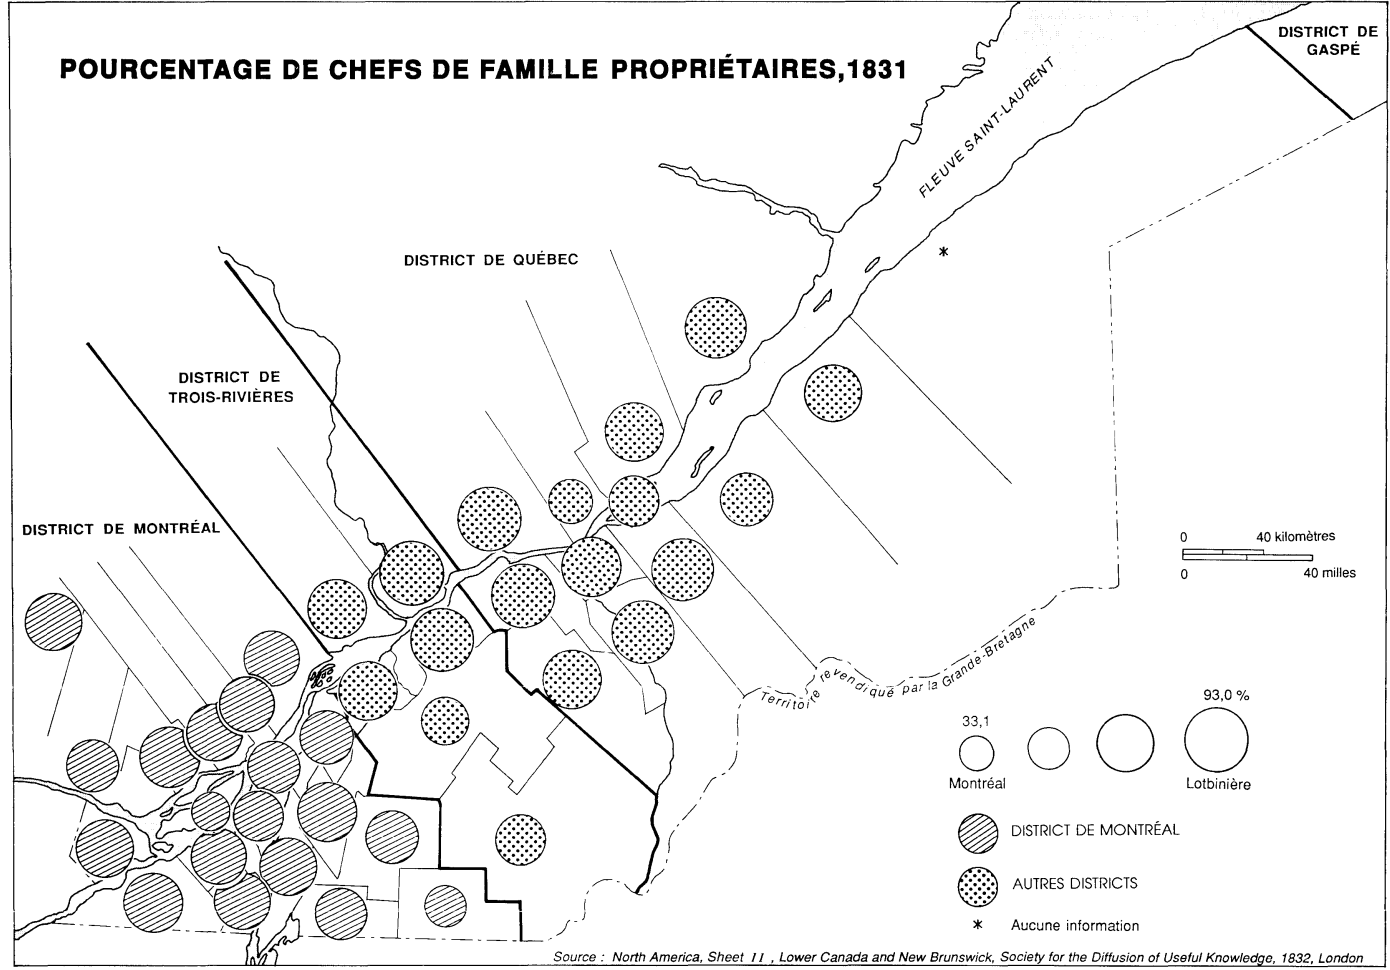 DISTRICT DE
GASPÉ
POURCENTAGE DE CHEFS DE FAMILLE PROPRIÉTAIRES,1831
FLEUVE SAINT-LAURENT
*
DISTRICT DE QUÉBEC
DISTRICT DE
TROIS-RIVIÈRES
DISTRICT DE MONTRÉAL
0 40 kilomètres
0 40 milles
Territoire revendiqué par la Grande-Bretagne
93,0 %
33,1
Montréal
Lotbinière
DISTRICT DE MONTRÉAL
AUTRES DISTRICTS
* Aucune information
Source : North America, Sheet II , Lower Canada and New Brunswick, Society for the Diffusion of Useful Knowledge, 1832, London